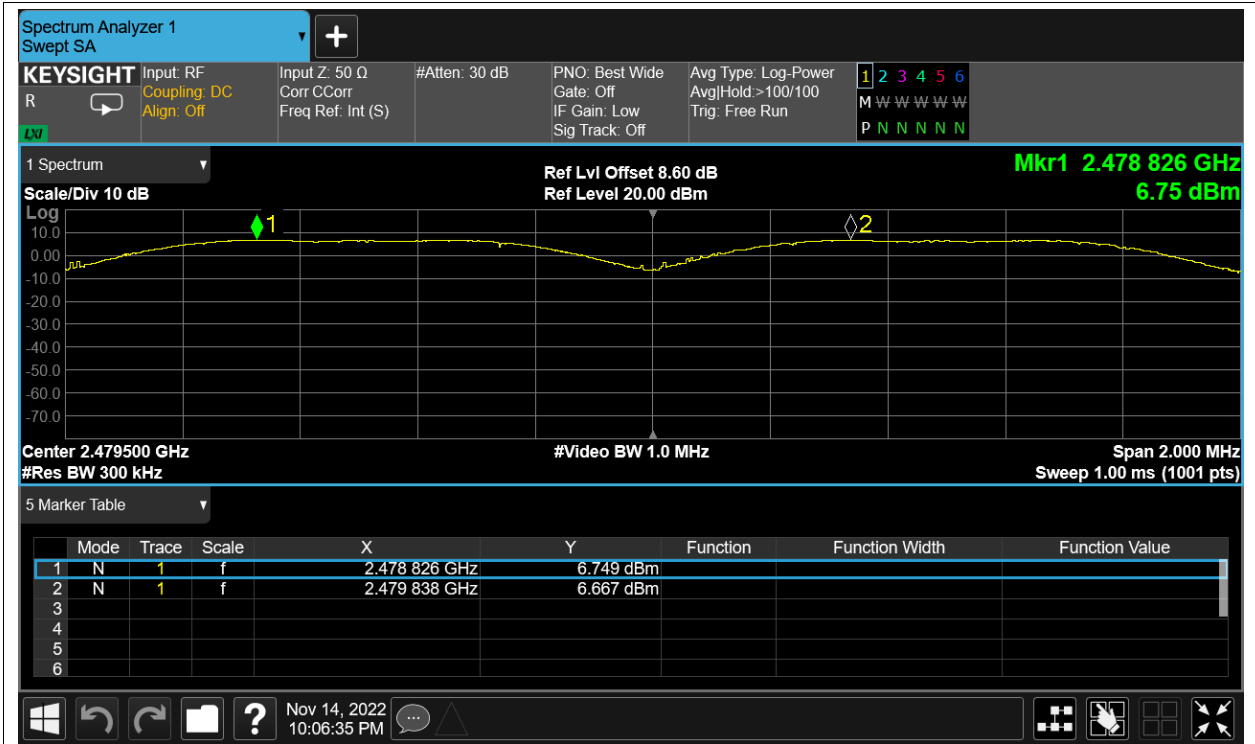 Spectrum Analyzer 1
Swept SA
+
KEYSIGHT Input: RF Input Z: 50 Ω #Atten: 30 dB PNO: Best Wide Avg Type: Log-Power 1 2 3 4 5 6
R Coupling: DC Corr CCorr Gate: Off Avg|Hold:>100/100 M W W W W W
Align: Off Freq Ref: Int (S) IF Gain: Low Trig: Free Run
LXI Sig Track: Off P N N N N N
1 Spectrum Ref Lvl Offset 8.60 dB Mkr1 2.478 826 GHz
Scale/Div 10 dB Ref Level 20.00 dBm 6.75 dBm
Log
1 2
10.0
0.00
-10.0
-20.0
-30.0
-40.0
-50.0
-60.0
-70.0
Center 2.479500 GHz #Video BW 1.0 MHz Span 2.000 MHz
#Res BW 300 kHz Sweep 1.00 ms (1001 pts)
5 Marker Table
Mode Trace Scale X Y Function Function Width Function Value
1 N 1 f 2.478 826 GHz 6.749 dBm
2 N 1 f 2.479 838 GHz 6.667 dBm
3
4
5
6
? Nov 14, 2022
10:06:35 PM